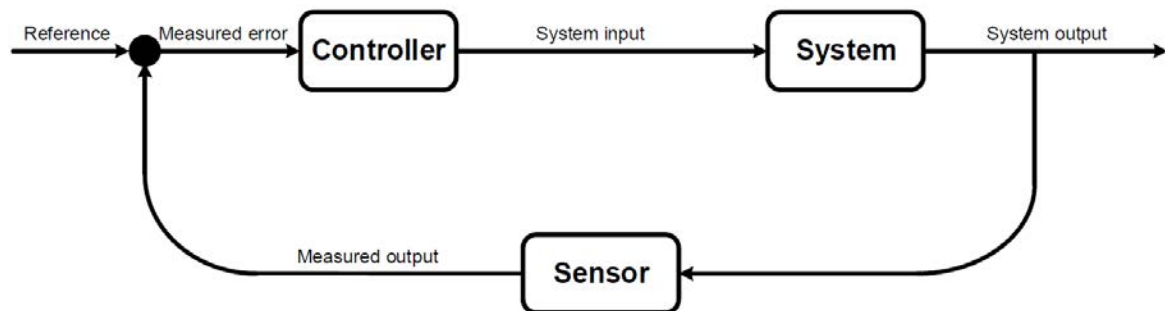 Reference
Measured error
Controller
System input
System
System output
Measured output
Sensor